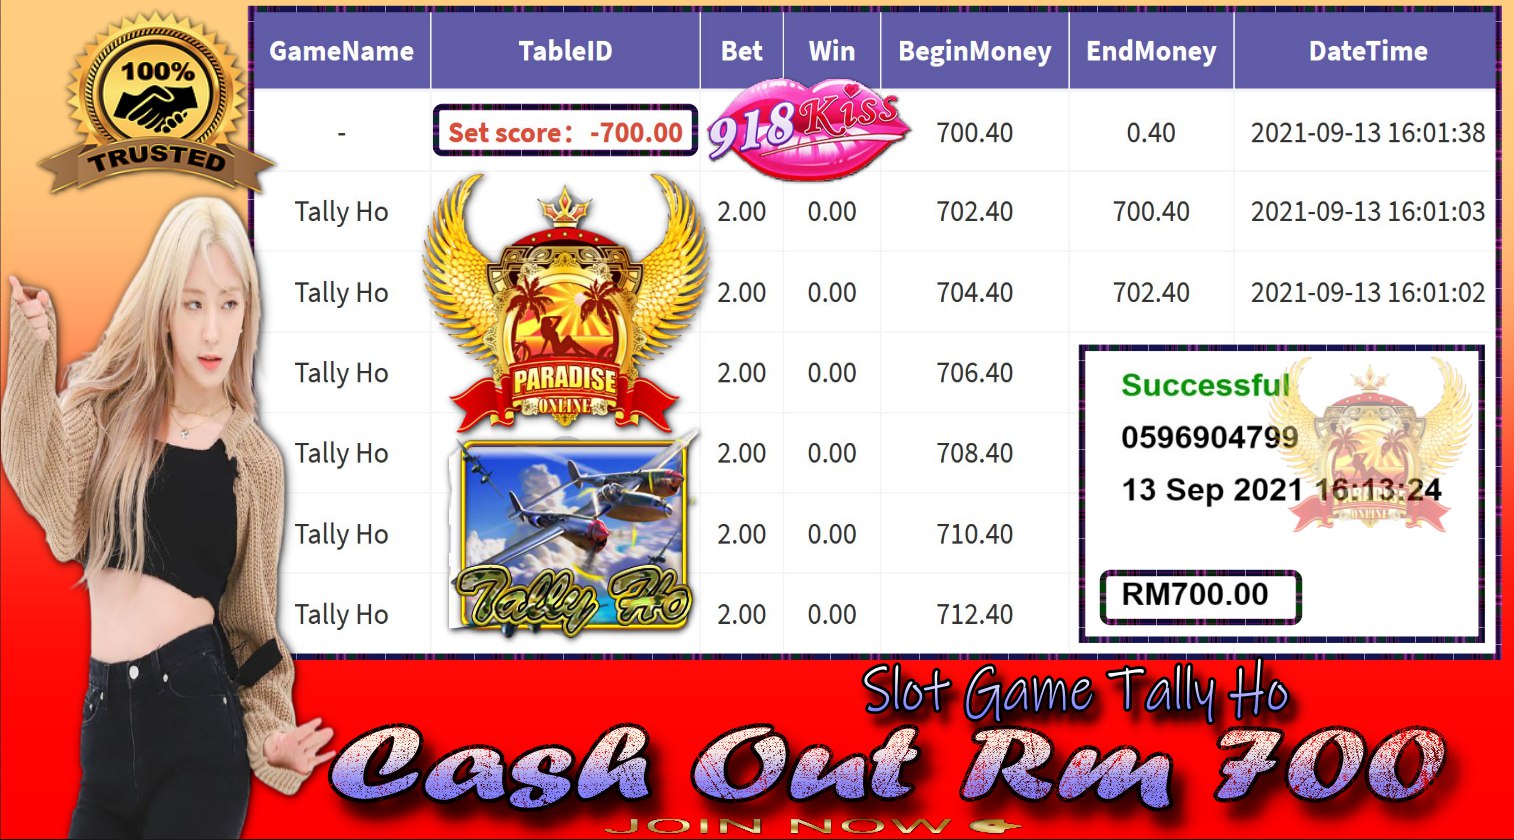 100%
TRUSTED
GameName TableID Bet Win BeginMoney EndMoney DateTime
- Set score: -700.00 918Kiss 700.40 0.40 2021-09-13 16:01:38
Tally Ho 2.00 0.00 702.40 700.40 2021-09-13 16:01:03
Tally Ho 2.00 0.00 704.40 702.40 2021-09-13 16:01:02
Tally Ho 2.00 0.00 706.40
Tally Ho 2.00 0.00 708.40
Tally Ho 2.00 0.00 710.40
Tally Ho 2.00 0.00 712.40
PARADISE
ONLINE
Tally Ho
Successful
0596904799
13 Sep 2021 16:13:24
PARADISE
ONLINE
RM700.00
Slot Game Tally Ho
Cash Out Rm 700
JOIN NOW